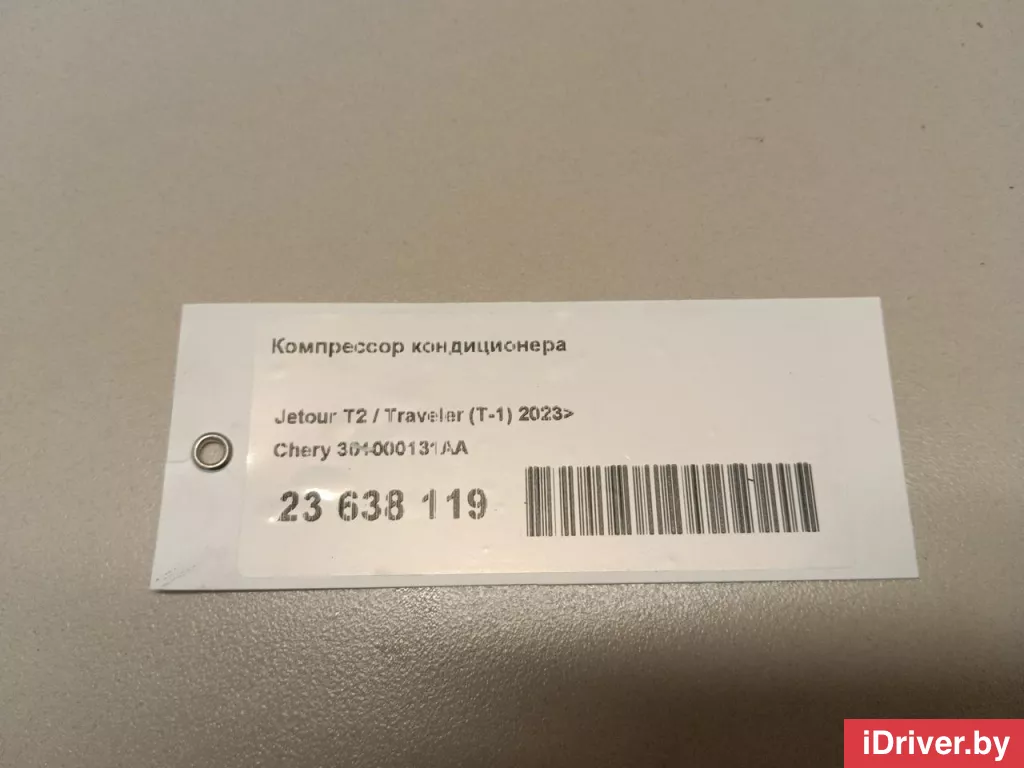 Компрессор кондиционера
Jetour T2 / Traveler (T-1) 2023>
Chery 301000131AA
23 638 119
iDriver.by